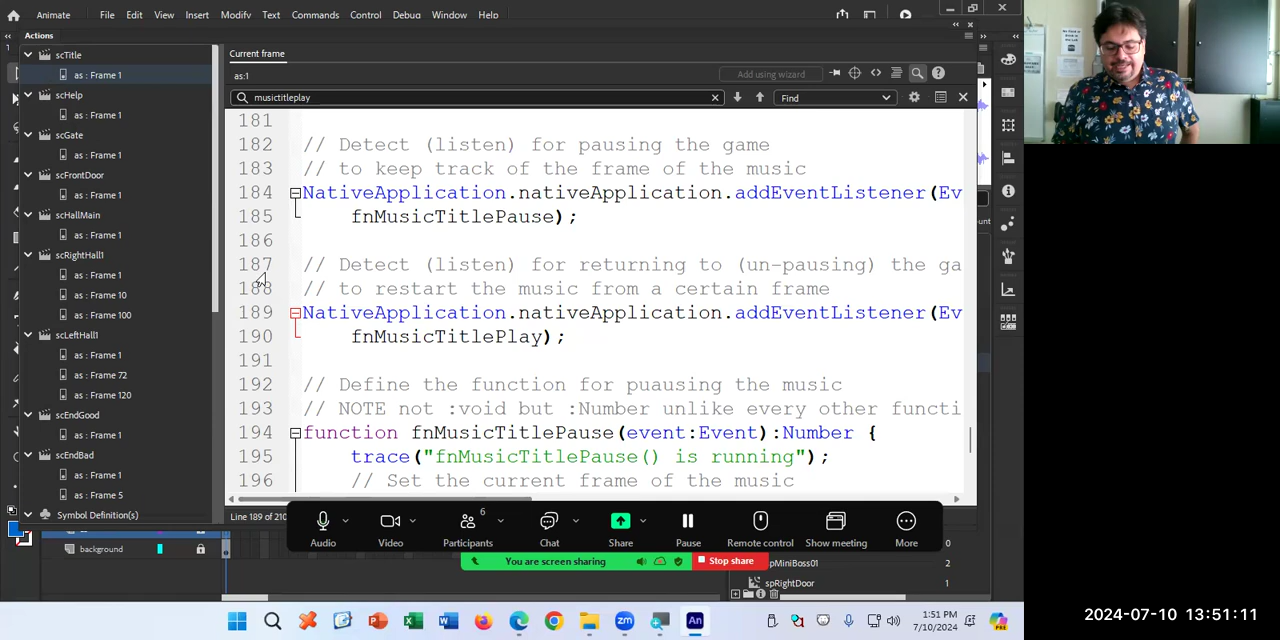 Animate File Edit View Insert Modify Text Commands Control Debug Window Help
Actions
scTitle
as : Frame 1
scHelp
as : Frame 1
scGate
as : Frame 1
scFrontDoor
as : Frame 1
scHallMain
as : Frame 1
scRightHall1
as : Frame 1
as : Frame 10
as : Frame 100
scLeftHall1
as : Frame 1
as : Frame 72
as : Frame 120
scEndGood
as : Frame 1
scEndBad
as : Frame 1
as : Frame 5
Symbol Definition(s)
background
Current frame
as:1
Add using wizard
musictitleplay
Find
181
182 // Detect (listen) for pausing the game
183 // to keep track of the frame of the music
184 NativeApplication.nativeApplication.addEventListener(Ev
185 fnMusicTitlePause);
186
187 // Detect (listen) for returning to (un-pausing) the ga
188 // to restart the music from a certain frame
189 NativeApplication.nativeApplication.addEventListener(Ev
190 fnMusicTitlePlay);
191
192 // Define the function for puausing the music
193 // NOTE not :void but :Number unlike every other functi
194 function fnMusicTitlePause(event:Event):Number {
195 trace("fnMusicTitlePause() is running");
196 // Set the current frame of the music
Line 189 of 210
6
Audio Video Participants Chat Share Pause Remote control Show meeting More
You are screen sharing
Stop share
ount
0
spMiniBoss01 2
spRightDoor 1
1:51 PM
7/10/2024
2024-07-10 13:51:11